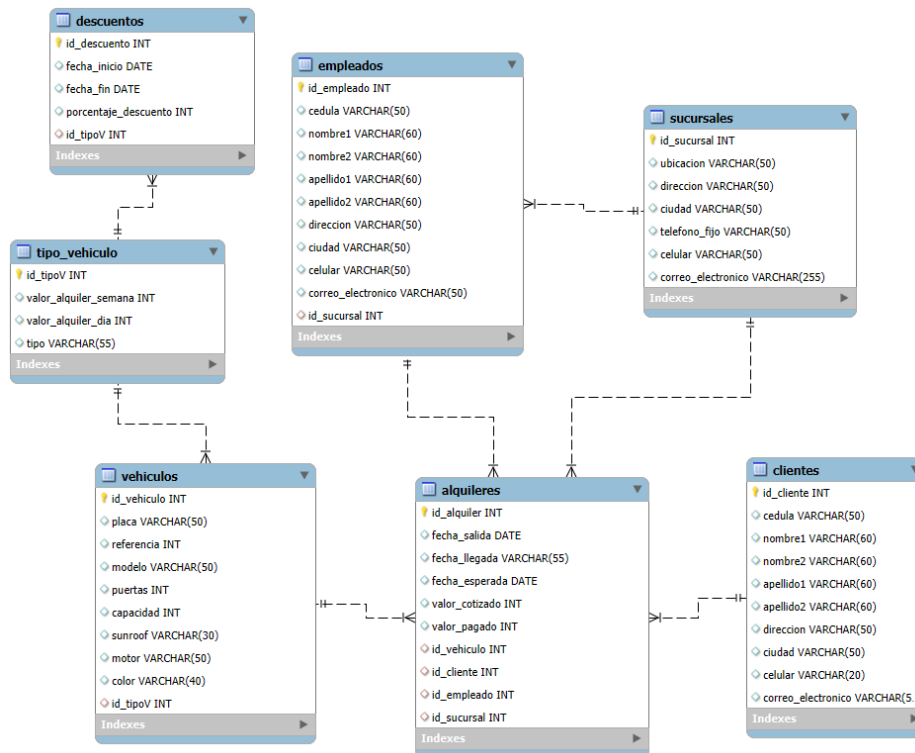 descuentos
id_descuento INT
fecha_inicio DATE
fecha_fin DATE
porcentaje_descuento INT
id_tipoV INT
Indexes
empleados
id_empleado INT
cedula VARCHAR(50)
nombre1 VARCHAR(60)
nombre2 VARCHAR(60)
apellido1 VARCHAR(60)
apellido2 VARCHAR(60)
direccion VARCHAR(50)
ciudad VARCHAR(50)
celular VARCHAR(50)
correo_electronico VARCHAR(50)
id_sucursal INT
Indexes
sucursales
id_sucursal INT
ubicacion VARCHAR(50)
direccion VARCHAR(50)
ciudad VARCHAR(50)
telefono_fijo VARCHAR(50)
celular VARCHAR(50)
correo_electronico VARCHAR(255)
Indexes
tipo_vehiculo
id_tipoV INT
valor_alquiler_semana INT
valor_alquiler_dia INT
tipo VARCHAR(55)
Indexes
vehiculos
id_vehiculo INT
placa VARCHAR(50)
referencia INT
modelo VARCHAR(50)
puertas INT
capacidad INT
sunroof VARCHAR(30)
motor VARCHAR(50)
color VARCHAR(40)
id_tipoV INT
Indexes
alquileres
id_alquiler INT
fecha_salida DATE
fecha_llegada VARCHAR(55)
fecha_esperada DATE
valor_cotizado INT
valor_pagado INT
id_vehiculo INT
id_cliente INT
id_empleado INT
id_sucursal INT
Indexes
clientes
id_cliente INT
cedula VARCHAR(50)
nombre1 VARCHAR(60)
nombre2 VARCHAR(60)
apellido1 VARCHAR(60)
apellido2 VARCHAR(60)
direccion VARCHAR(50)
ciudad VARCHAR(50)
celular VARCHAR(20)
correo_electronico VARCHAR(5...
Indexes